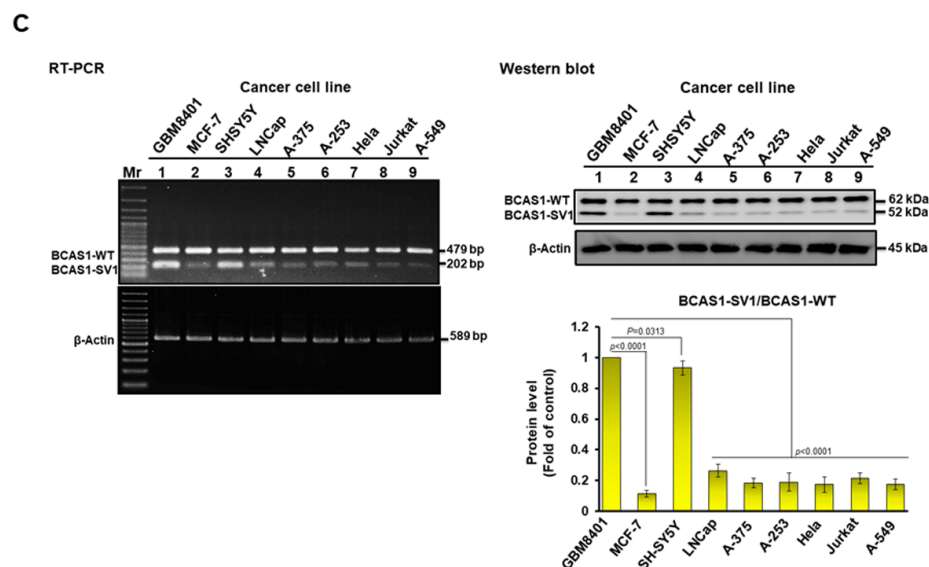 C
RT-PCR
Cancer cell line
GBM8401 MCF-7 SHSY5Y LNCap A-375 A-253 Hela Jurkat A-549
Mr 1 2 3 4 5 6 7 8 9
BCAS1-WT 479 bp
BCAS1-SV1 202 bp
β-Actin 589 bp
Western blot
Cancer cell line
GBM8401 MCF-7 SHSY5Y LNCap A-375 A-253 Hela Jurkat A-549
1 2 3 4 5 6 7 8 9
BCAS1-WT 62 kDa
BCAS1-SV1 52 kDa
β-Actin 45 kDa
BCAS1-SV1/BCAS1-WT
Protein level
(Fold of control)
1.2
1
0.8
0.6
0.4
0.2
0
P=0.0313
p<0.0001
p<0.0001
GBM8401 MCF-7 SH-SY5Y LNCap A-375 A-253 Hela Jurkat A-549